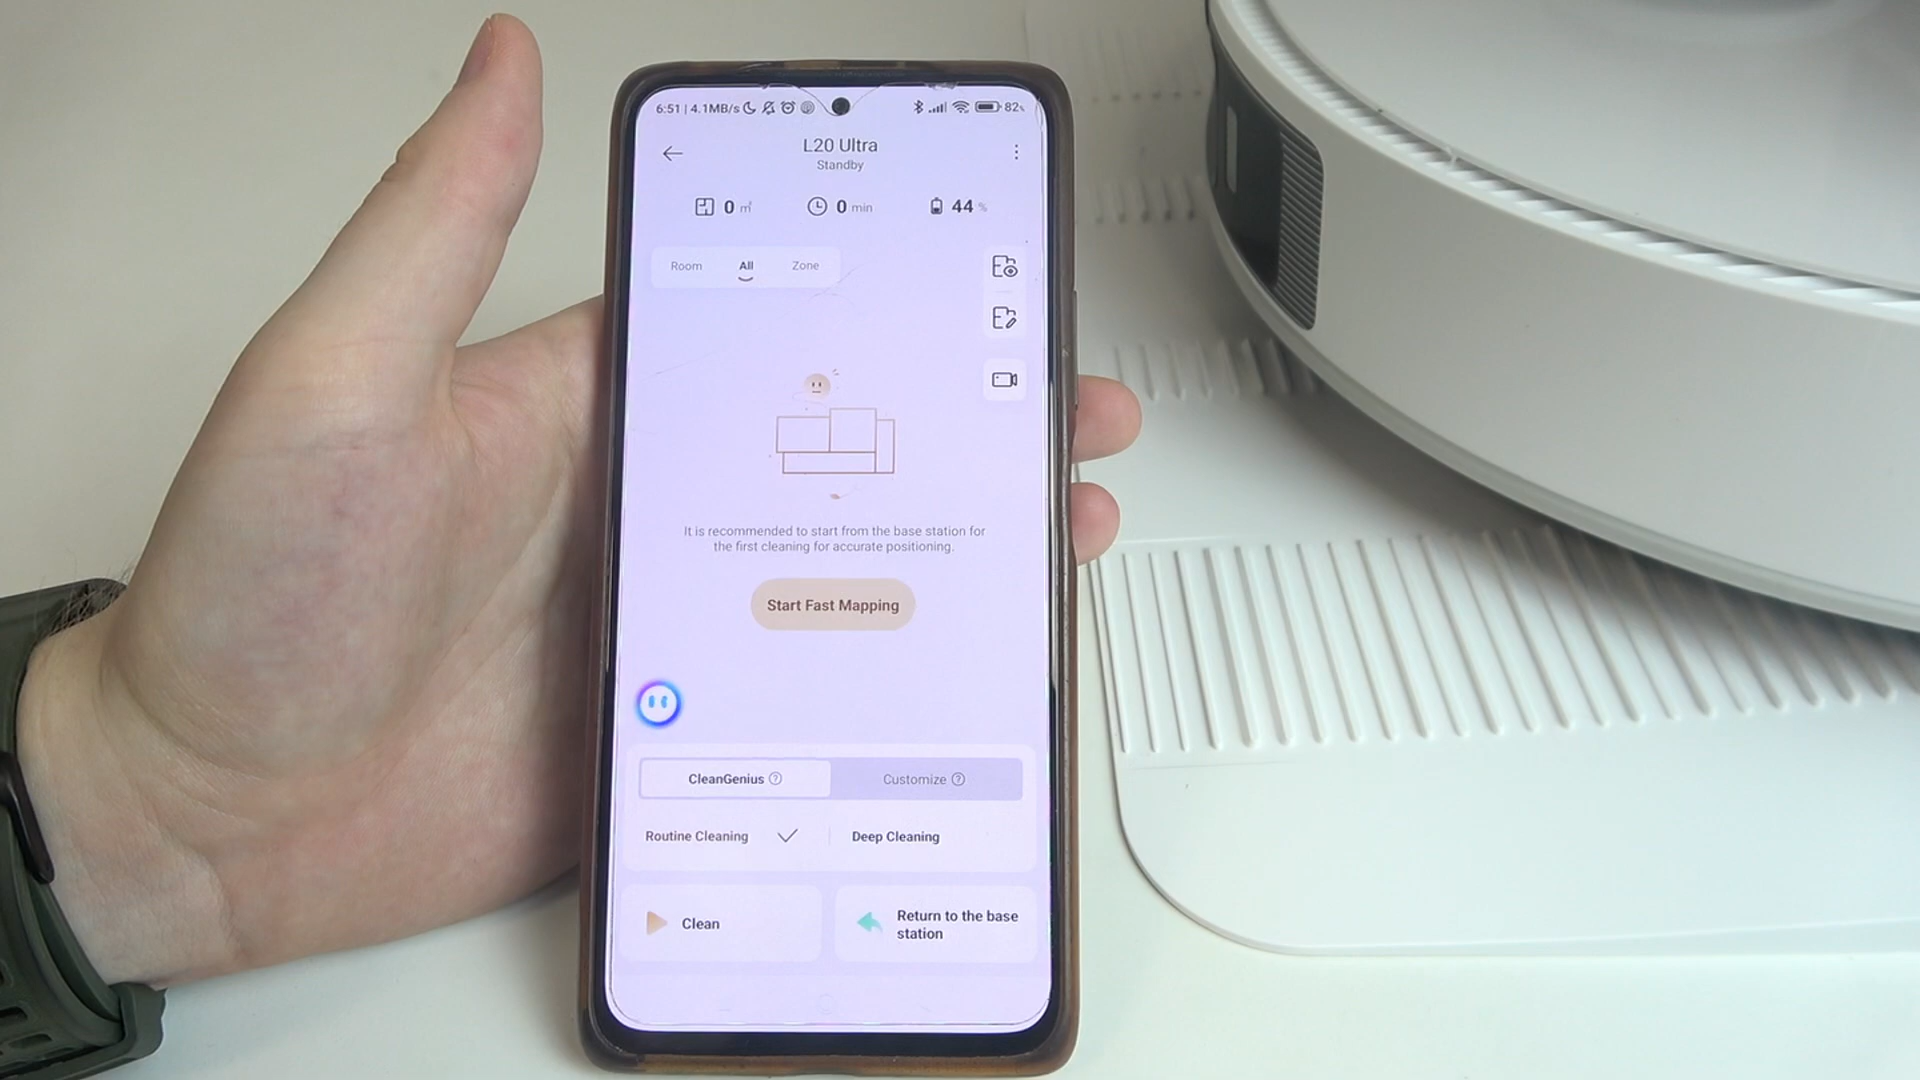 6:51 | 4.1MB/s 82%
L20 Ultra
Standby
0 ㎡ 0 min 44 %
Room All Zone
It is recommended to start from the base station for
the first cleaning for accurate positioning.
Start Fast Mapping
CleanGenius ? Customize ?
Routine Cleaning Deep Cleaning
Clean
Return to the base
station